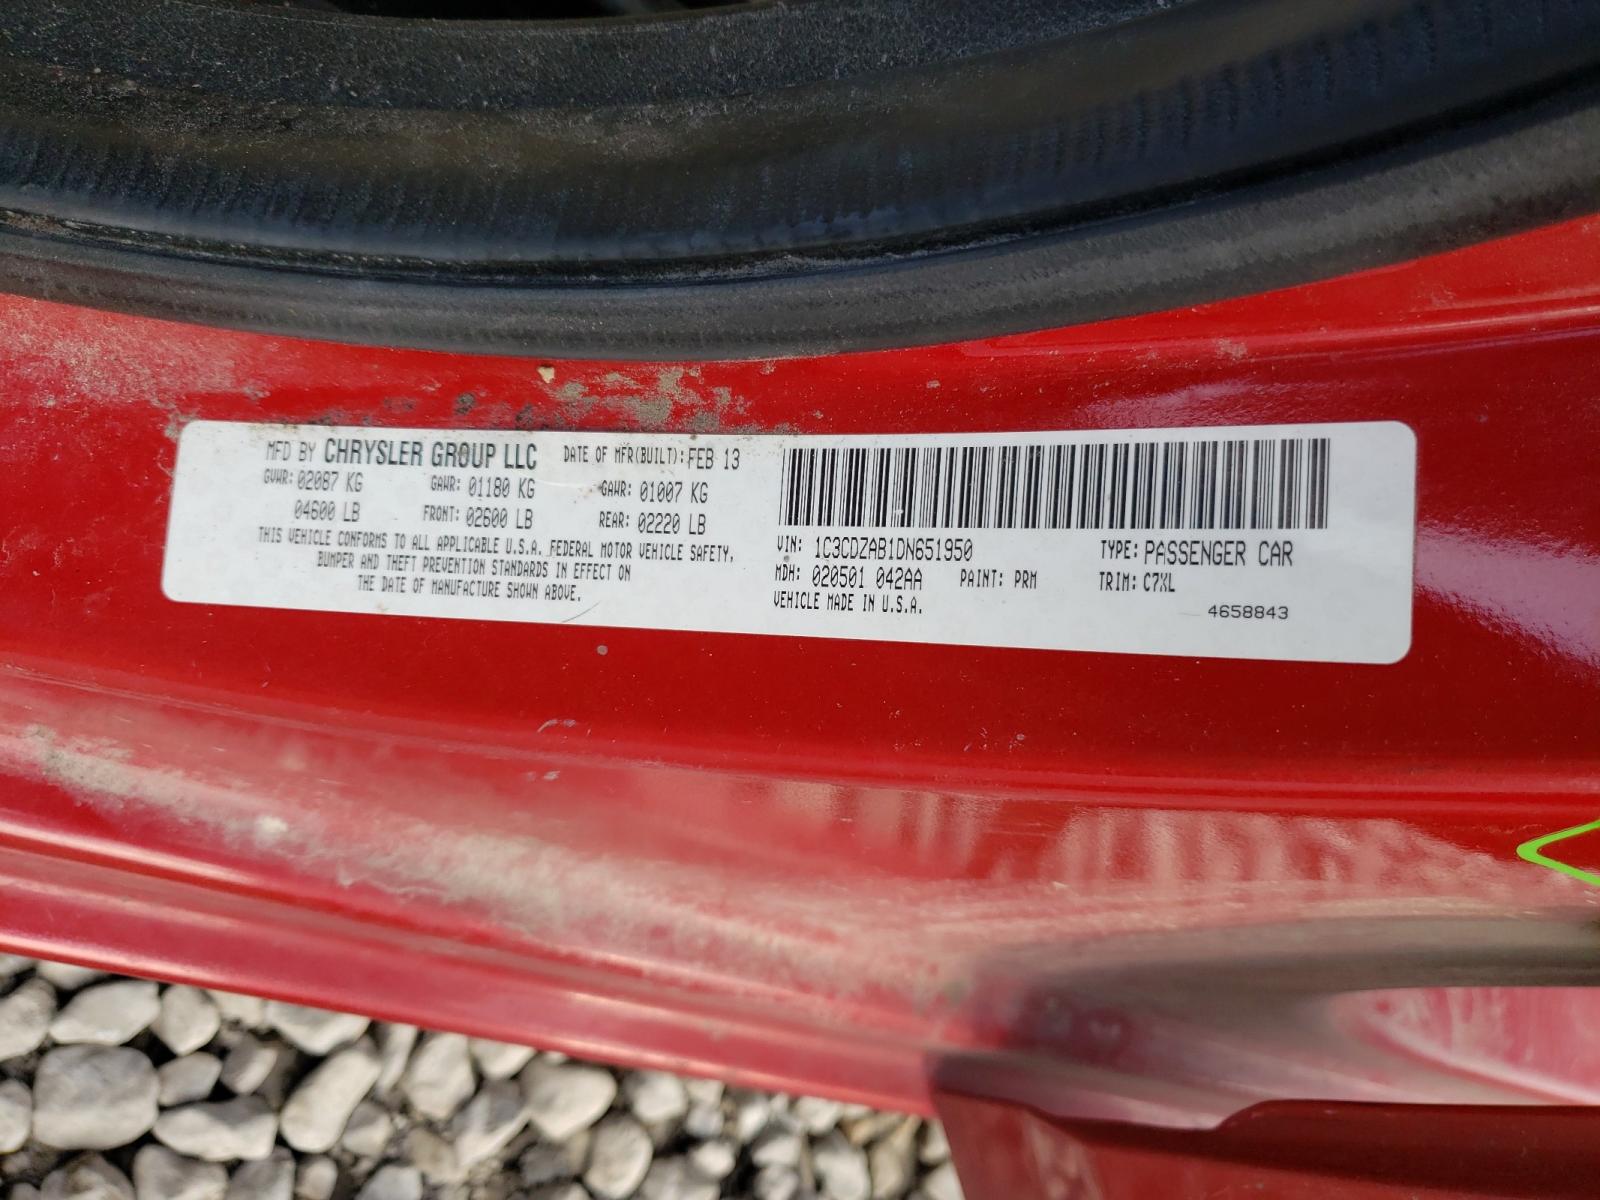 MFD BY CHRYSLER GROUP LLC DATE OF MFR(BUILT): FEB 13
GVWR: 02087 KG GAWR: 01180 KG GAWR: 01007 KG
04600 LB FRONT: 02600 LB REAR: 02220 LB
THIS VEHICLE CONFORMS TO ALL APPLICABLE U.S.A. FEDERAL MOTOR VEHICLE SAFETY,
BUMPER AND THEFT PREVENTION STANDARDS IN EFFECT ON
THE DATE OF MANUFACTURE SHOWN ABOVE.
VIN: 1C3CDZAB1DN651950 TYPE: PASSENGER CAR
MDH: 020501 042AA PAINT: PRM TRIM: C7XL
VEHICLE MADE IN U.S.A. 4658843